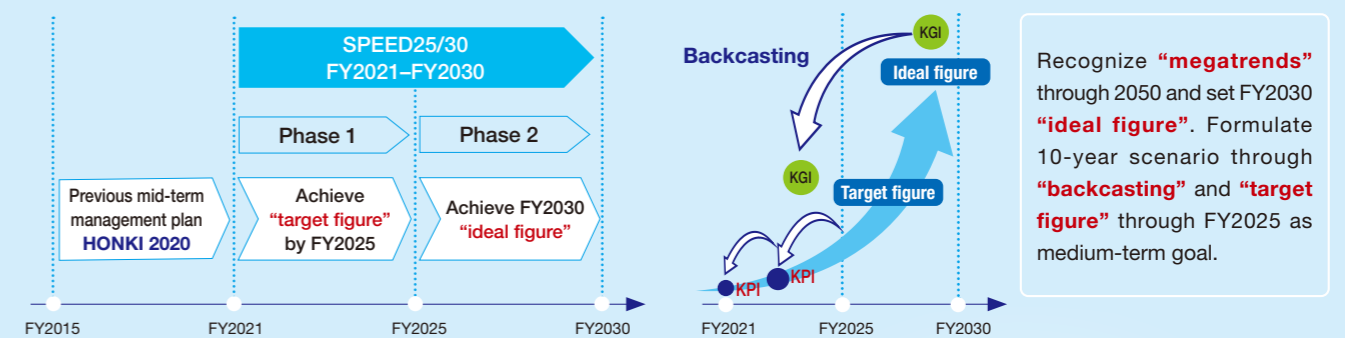 SPEED25/30
FY2021–FY2030
Phase 1
Phase 2
Previous mid-term
management plan
HONKI 2020
Achieve
“target figure”
by FY2025
Achieve FY2030
“ideal figure”
FY2015
FY2021
FY2025
FY2030
Backcasting
KGI
Ideal figure
KGI
Target figure
KPI
KPI
FY2021
FY2025
FY2030
Recognize “megatrends”
through 2050 and set FY2030
“ideal figure”. Formulate
10-year scenario through
“backcasting” and “target
figure” through FY2025 as
medium-term goal.